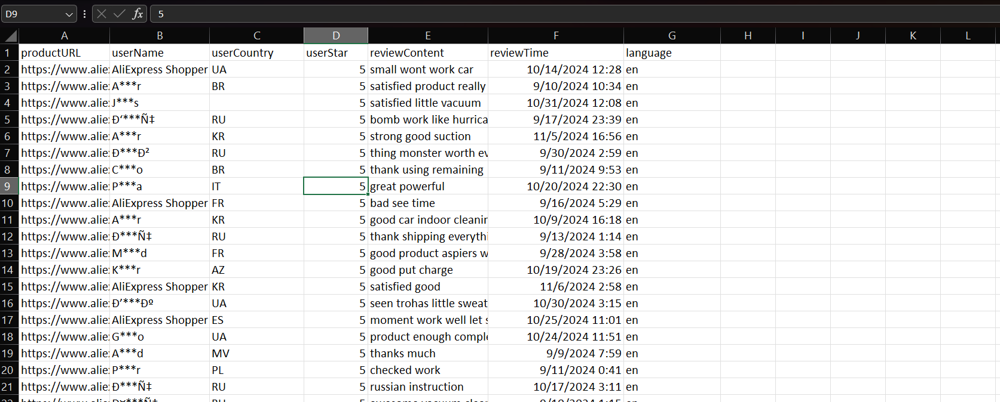 D9 fx 5
A B C D E F G H I J K L
1 productURL userName userCountry userStar reviewContent reviewTime language
2 https://www.alie: AliExpress Shopper UA 5 small wont work car 10/14/2024 12:28 en
3 https://www.alie: A***r BR 5 satisfied product really 9/10/2024 10:34 en
4 https://www.alie: J***s 5 satisfied little vacuum 10/31/2024 12:08 en
5 https://www.alie: Ð‘***Ñ‡ RU 5 bomb work like hurrica 9/17/2024 23:39 en
6 https://www.alie: A***r KR 5 strong good suction 11/5/2024 16:56 en
7 https://www.alie: Ð***Ð² RU 5 thing monster worth ev 9/30/2024 2:59 en
8 https://www.alie: C***o BR 5 thank using remaining 9/11/2024 9:53 en
9 https://www.alie: P***a IT 5 great powerful 10/20/2024 22:30 en
10 https://www.alie: AliExpress Shopper FR 5 bad see time 9/16/2024 5:29 en
11 https://www.alie: A***r KR 5 good car indoor cleanin 10/9/2024 16:18 en
12 https://www.alie: Ð***Ñ‡ RU 5 thank shipping everythi 9/13/2024 1:14 en
13 https://www.alie: M***d FR 5 good product aspiers w 9/28/2024 3:58 en
14 https://www.alie: K***r AZ 5 good put charge 10/19/2024 23:26 en
15 https://www.alie: AliExpress Shopper KR 5 satisfied good 11/6/2024 2:58 en
16 https://www.alie: Ð’***Ðº UA 5 seen trohas little sweat 10/30/2024 3:15 en
17 https://www.alie: AliExpress Shopper ES 5 moment work well let s 10/25/2024 11:01 en
18 https://www.alie: G***o UA 5 product enough comple 10/24/2024 11:51 en
19 https://www.alie: A***d MV 5 thanks much 9/9/2024 7:59 en
20 https://www.alie: P***r PL 5 checked work 9/11/2024 0:41 en
21 https://www.alie: Ð***Ñ‡ RU 5 russian instruction 10/17/2024 3:11 en